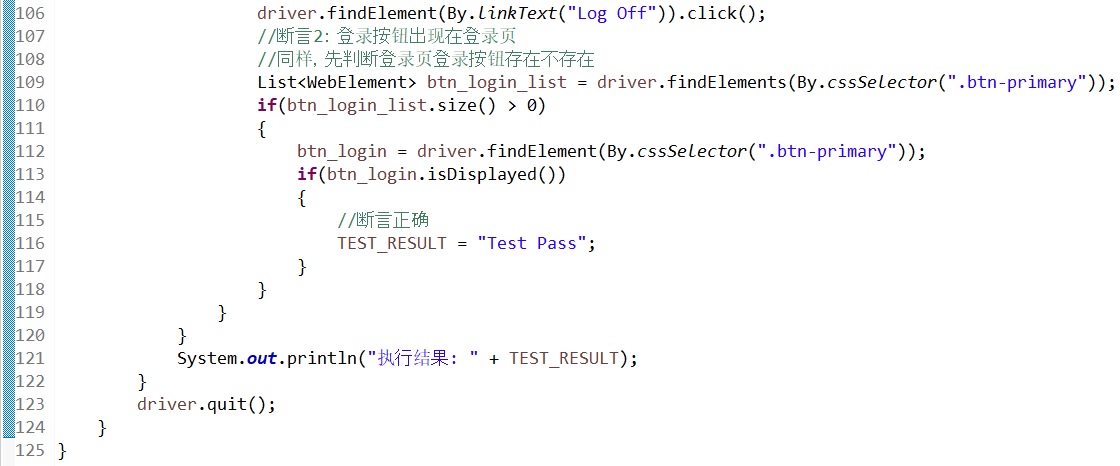 106 driver.findElement(By.linkText("Log Off")).click();
107 //断言2: 登录按钮出现在登录页
108 //同样, 先判断登录页登录按钮存在不存在
109 List<WebElement> btn_login_list = driver.findElements(By.cssSelector(".btn-primary"));
110 if(btn_login_list.size() > 0)
111 {
112 btn_login = driver.findElement(By.cssSelector(".btn-primary"));
113 if(btn_login.isDisplayed())
114 {
115 //断言正确
116 TEST_RESULT = "Test Pass";
117 }
118 }
119 }
120 }
121 System.out.println("执行结果: " + TEST_RESULT);
122 }
123 driver.quit();
124 }
125 }